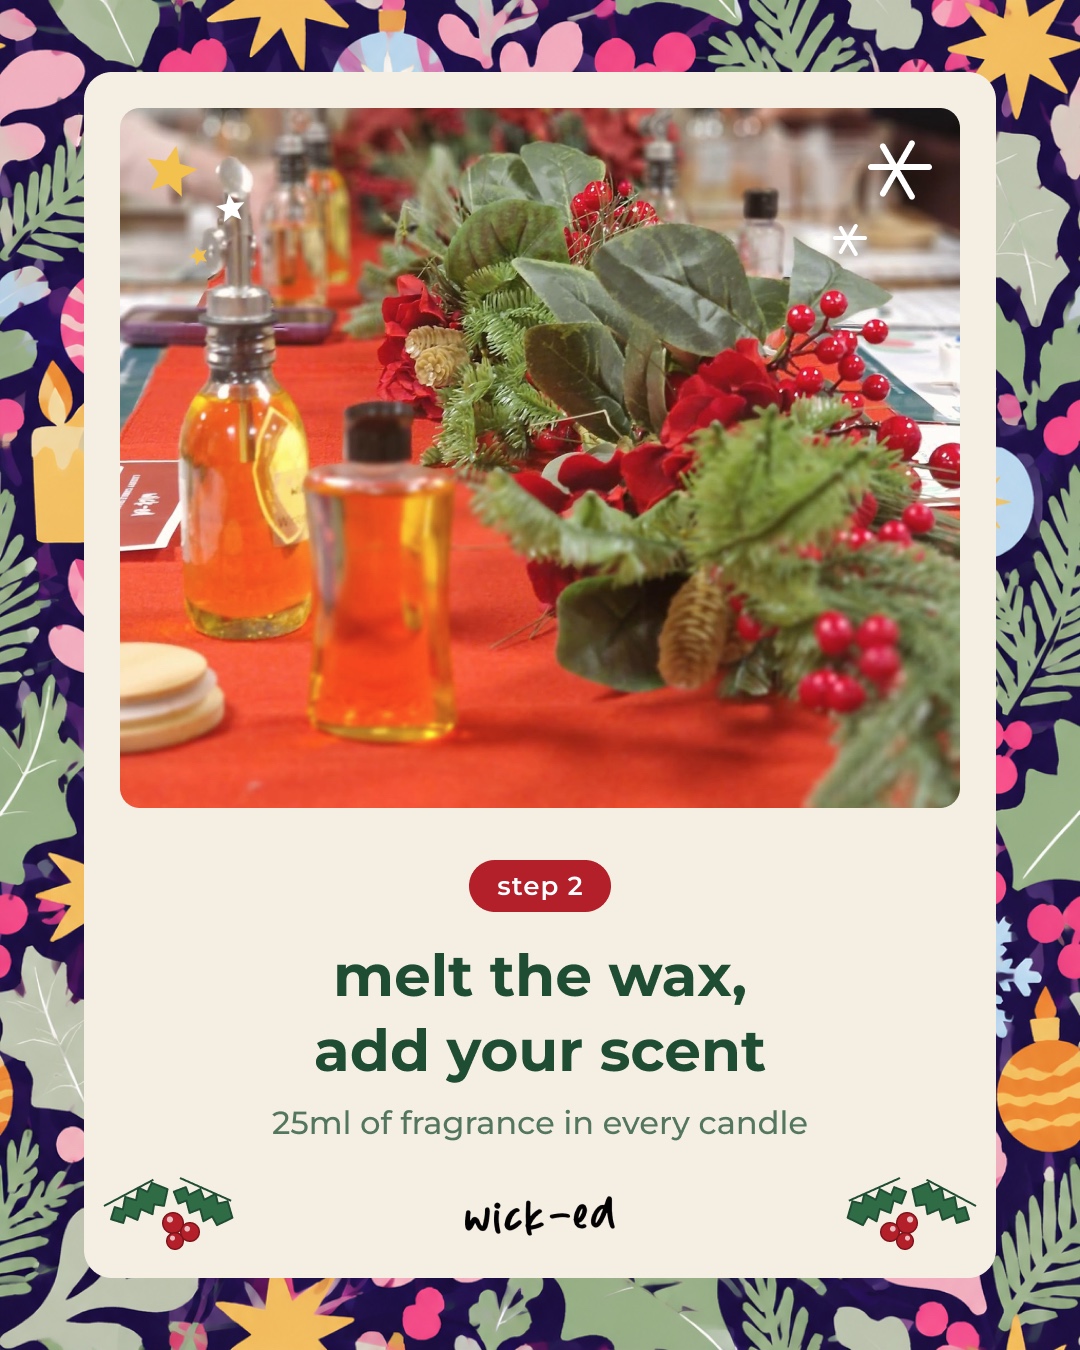 step 2
melt the wax,
add your scent
25ml of fragrance in every candle
wick-ed